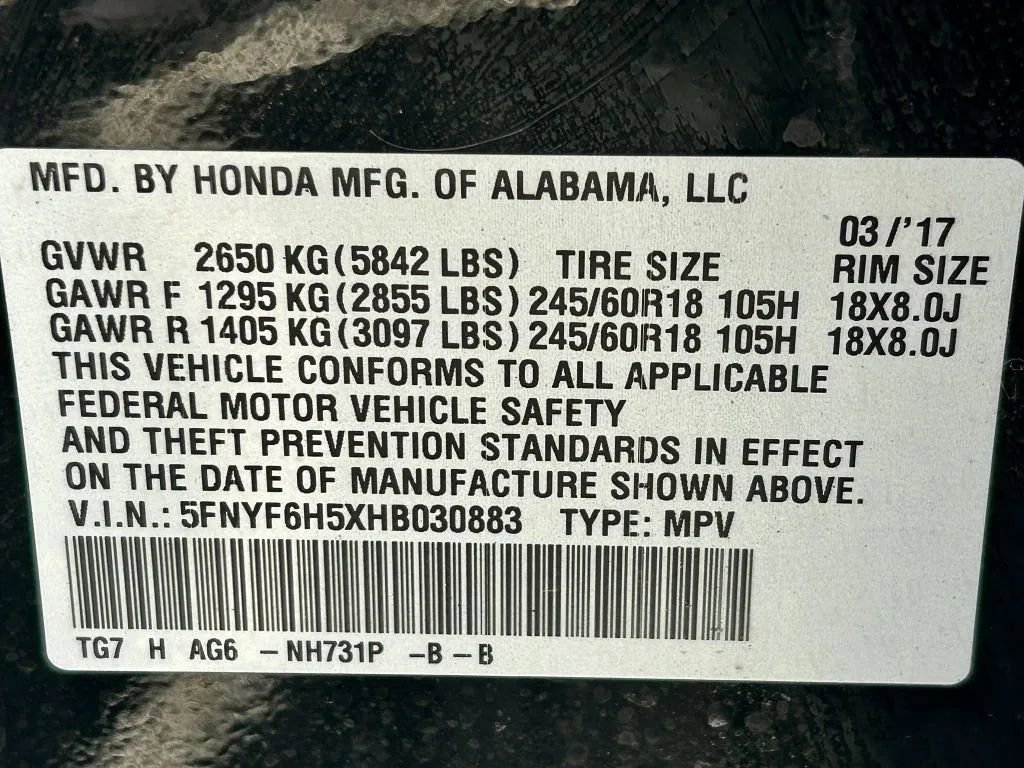 MFD. BY HONDA MFG. OF ALABAMA, LLC
03/'17
GVWR 2650 KG(5842 LBS) TIRE SIZE RIM SIZE
GAWR F 1295 KG(2855 LBS) 245/60R18 105H 18X8.0J
GAWR R 1405 KG(3097 LBS) 245/60R18 105H 18X8.0J
THIS VEHICLE CONFORMS TO ALL APPLICABLE
FEDERAL MOTOR VEHICLE SAFETY
AND THEFT PREVENTION STANDARDS IN EFFECT
ON THE DATE OF MANUFACTURE SHOWN ABOVE.
V.I.N.: 5FNYF6H5XHB030883 TYPE: MPV
TG7 H AG6 -NH731P -B-B